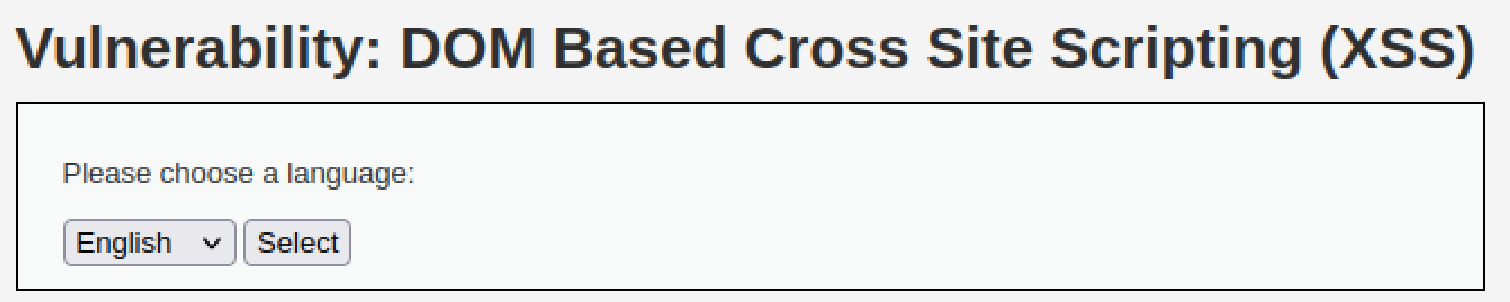 Vulnerability: DOM Based Cross Site Scripting (XSS)
Please choose a language:
English Select